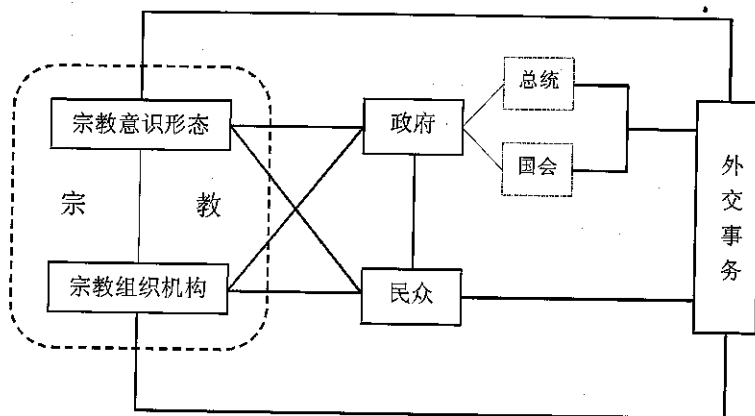 总统
宗教意识形态
政府
国会
外交事务
宗 教
宗教组织机构
民众